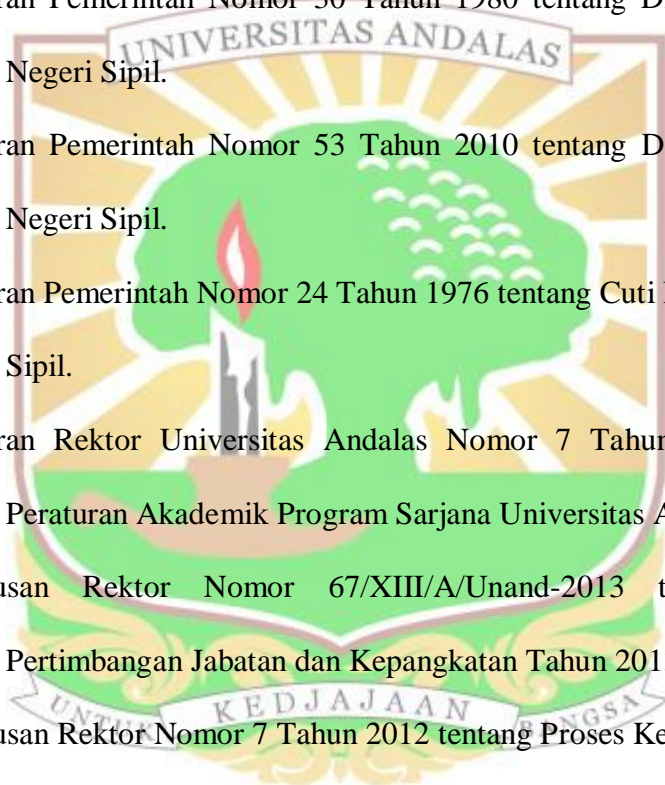 ran Pemerintah Nomor 30 Tahun 1980 tentang D
UNIVERSITAS ANDALAS
Negeri Sipil.
ran Pemerintah Nomor 53 Tahun 2010 tentang D
Negeri Sipil.
ran Pemerintah Nomor 24 Tahun 1976 tentang Cuti
Sipil.
ran Rektor Universitas Andalas Nomor 7 Tahun
Peraturan Akademik Program Sarjana Universitas A
usan Rektor Nomor 67/XIII/A/Unand-2013 t
Pertimbangan Jabatan dan Kepangkatan Tahun 201
UNTUK KEDJAJAAN BANGSA
usan Rektor Nomor 7 Tahun 2012 tentang Proses Ke